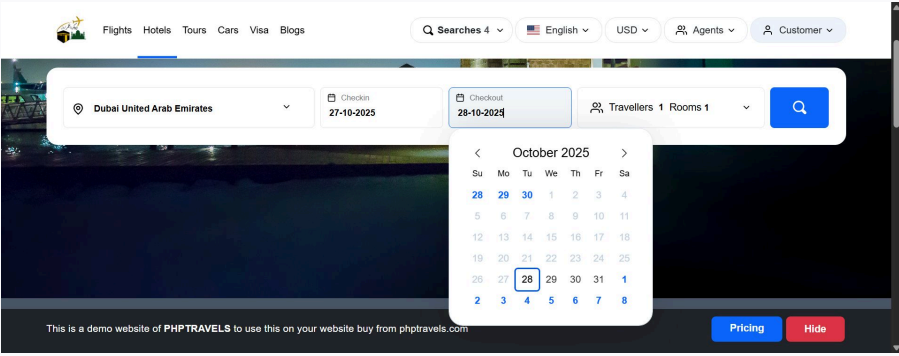 Flights Hotels Tours Cars Visa Blogs Searches 4 English USD Agents Customer
Dubai United Arab Emirates
Checkin
27-10-2025
Checkout
28-10-2025
Travellers 1 Rooms 1
October 2025
Su Mo Tu We Th Fr Sa
28 29 30 1 2 3 4
5 6 7 8 9 10 11
12 13 14 15 16 17 18
19 20 21 22 23 24 25
26 27 28 29 30 31 1
2 3 4 5 6 7 8
This is a demo website of PHPTRAVELS to use this on your website buy from phptravels.com
Pricing Hide